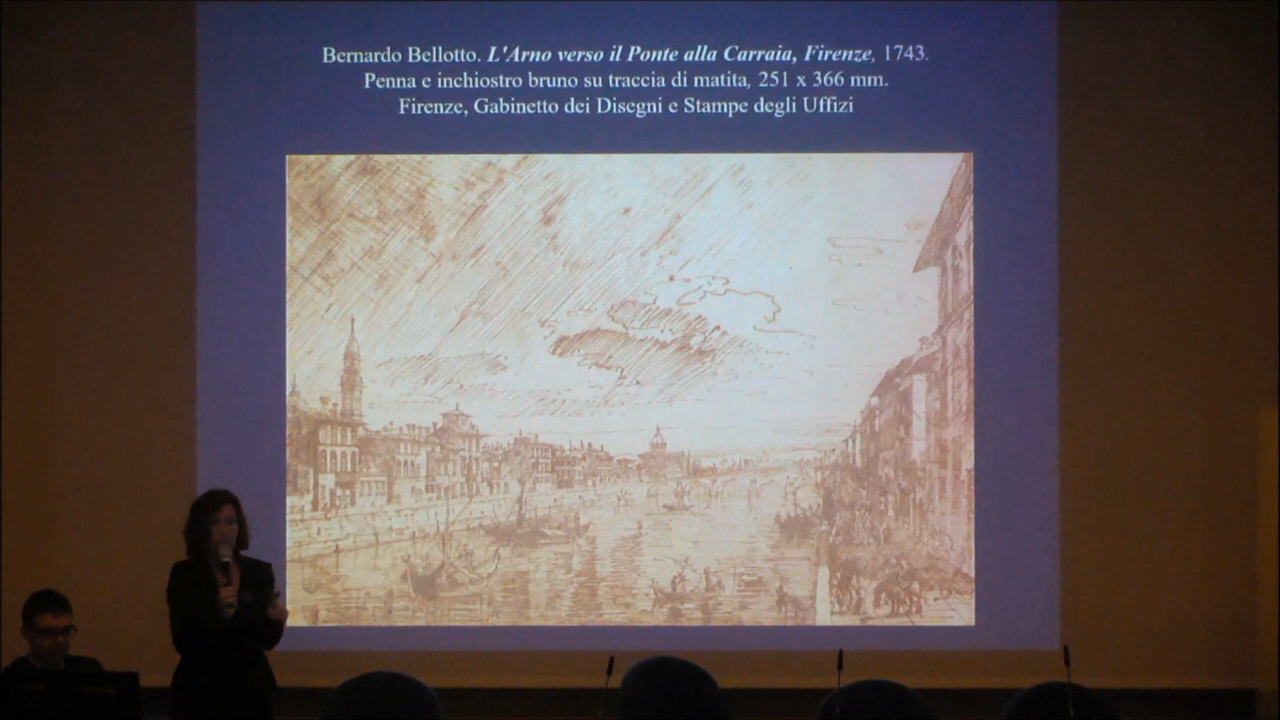 Bernardo Bellotto. L'Arno verso il Ponte alla Carraia, Firenze, 1743.
Penna e inchiostro bruno su traccia di matita, 251 x 366 mm.
Firenze, Gabinetto dei Disegni e Stampe degli Uffizi